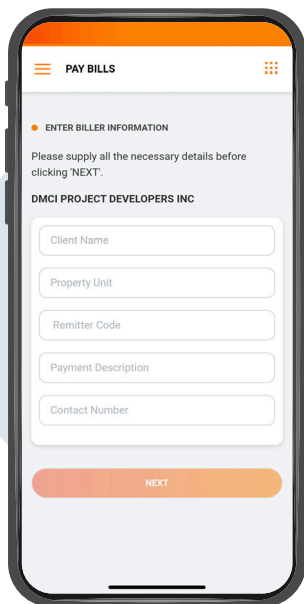 PAY BILLS
ENTER BILLER INFORMATION
Please supply all the necessary details before
clicking 'NEXT'.
DMCI PROJECT DEVELOPERS INC
Client Name
Property Unit
Remitter Code
Payment Description
Contact Number
NEXT